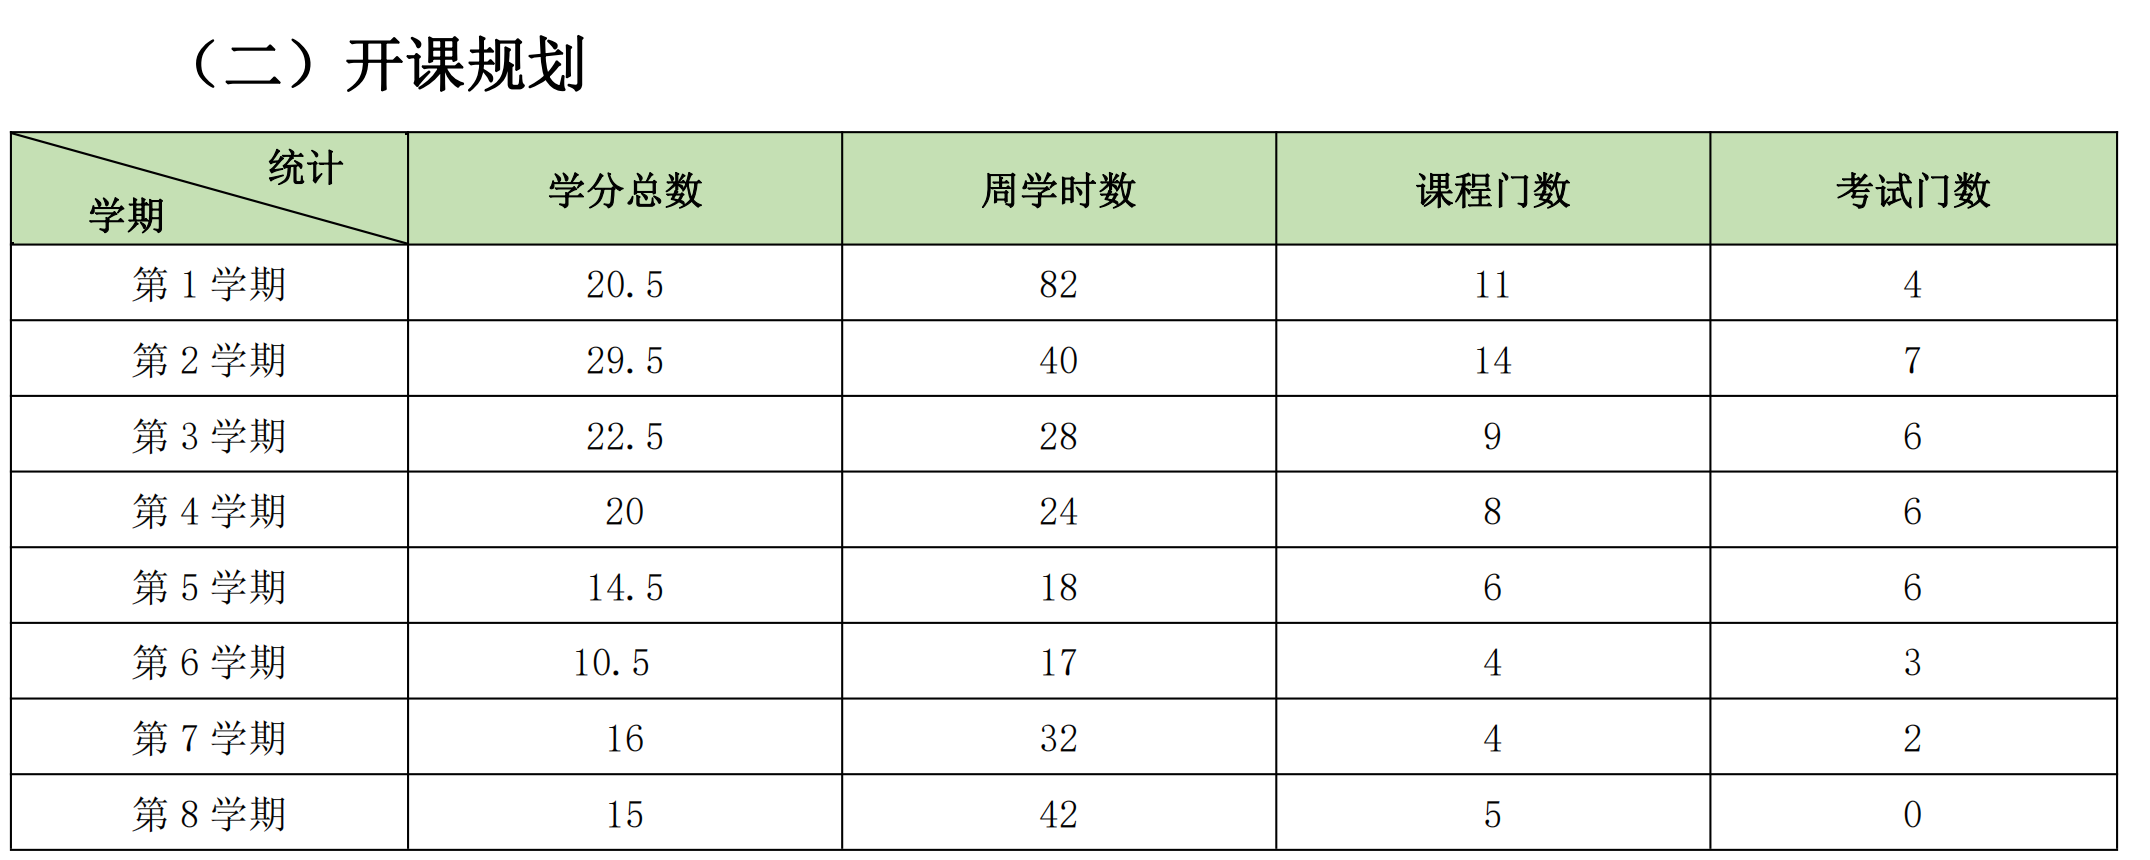 （二）开课规划
统计
学期 学分总数 周学时数 课程门数 考试门数
第 1 学期 20.5 82 11 4
第 2 学期 29.5 40 14 7
第 3 学期 22.5 28 9 6
第 4 学期 20 24 8 6
第 5 学期 14.5 18 6 6
第 6 学期 10.5 17 4 3
第 7 学期 16 32 4 2
第 8 学期 15 42 5 0